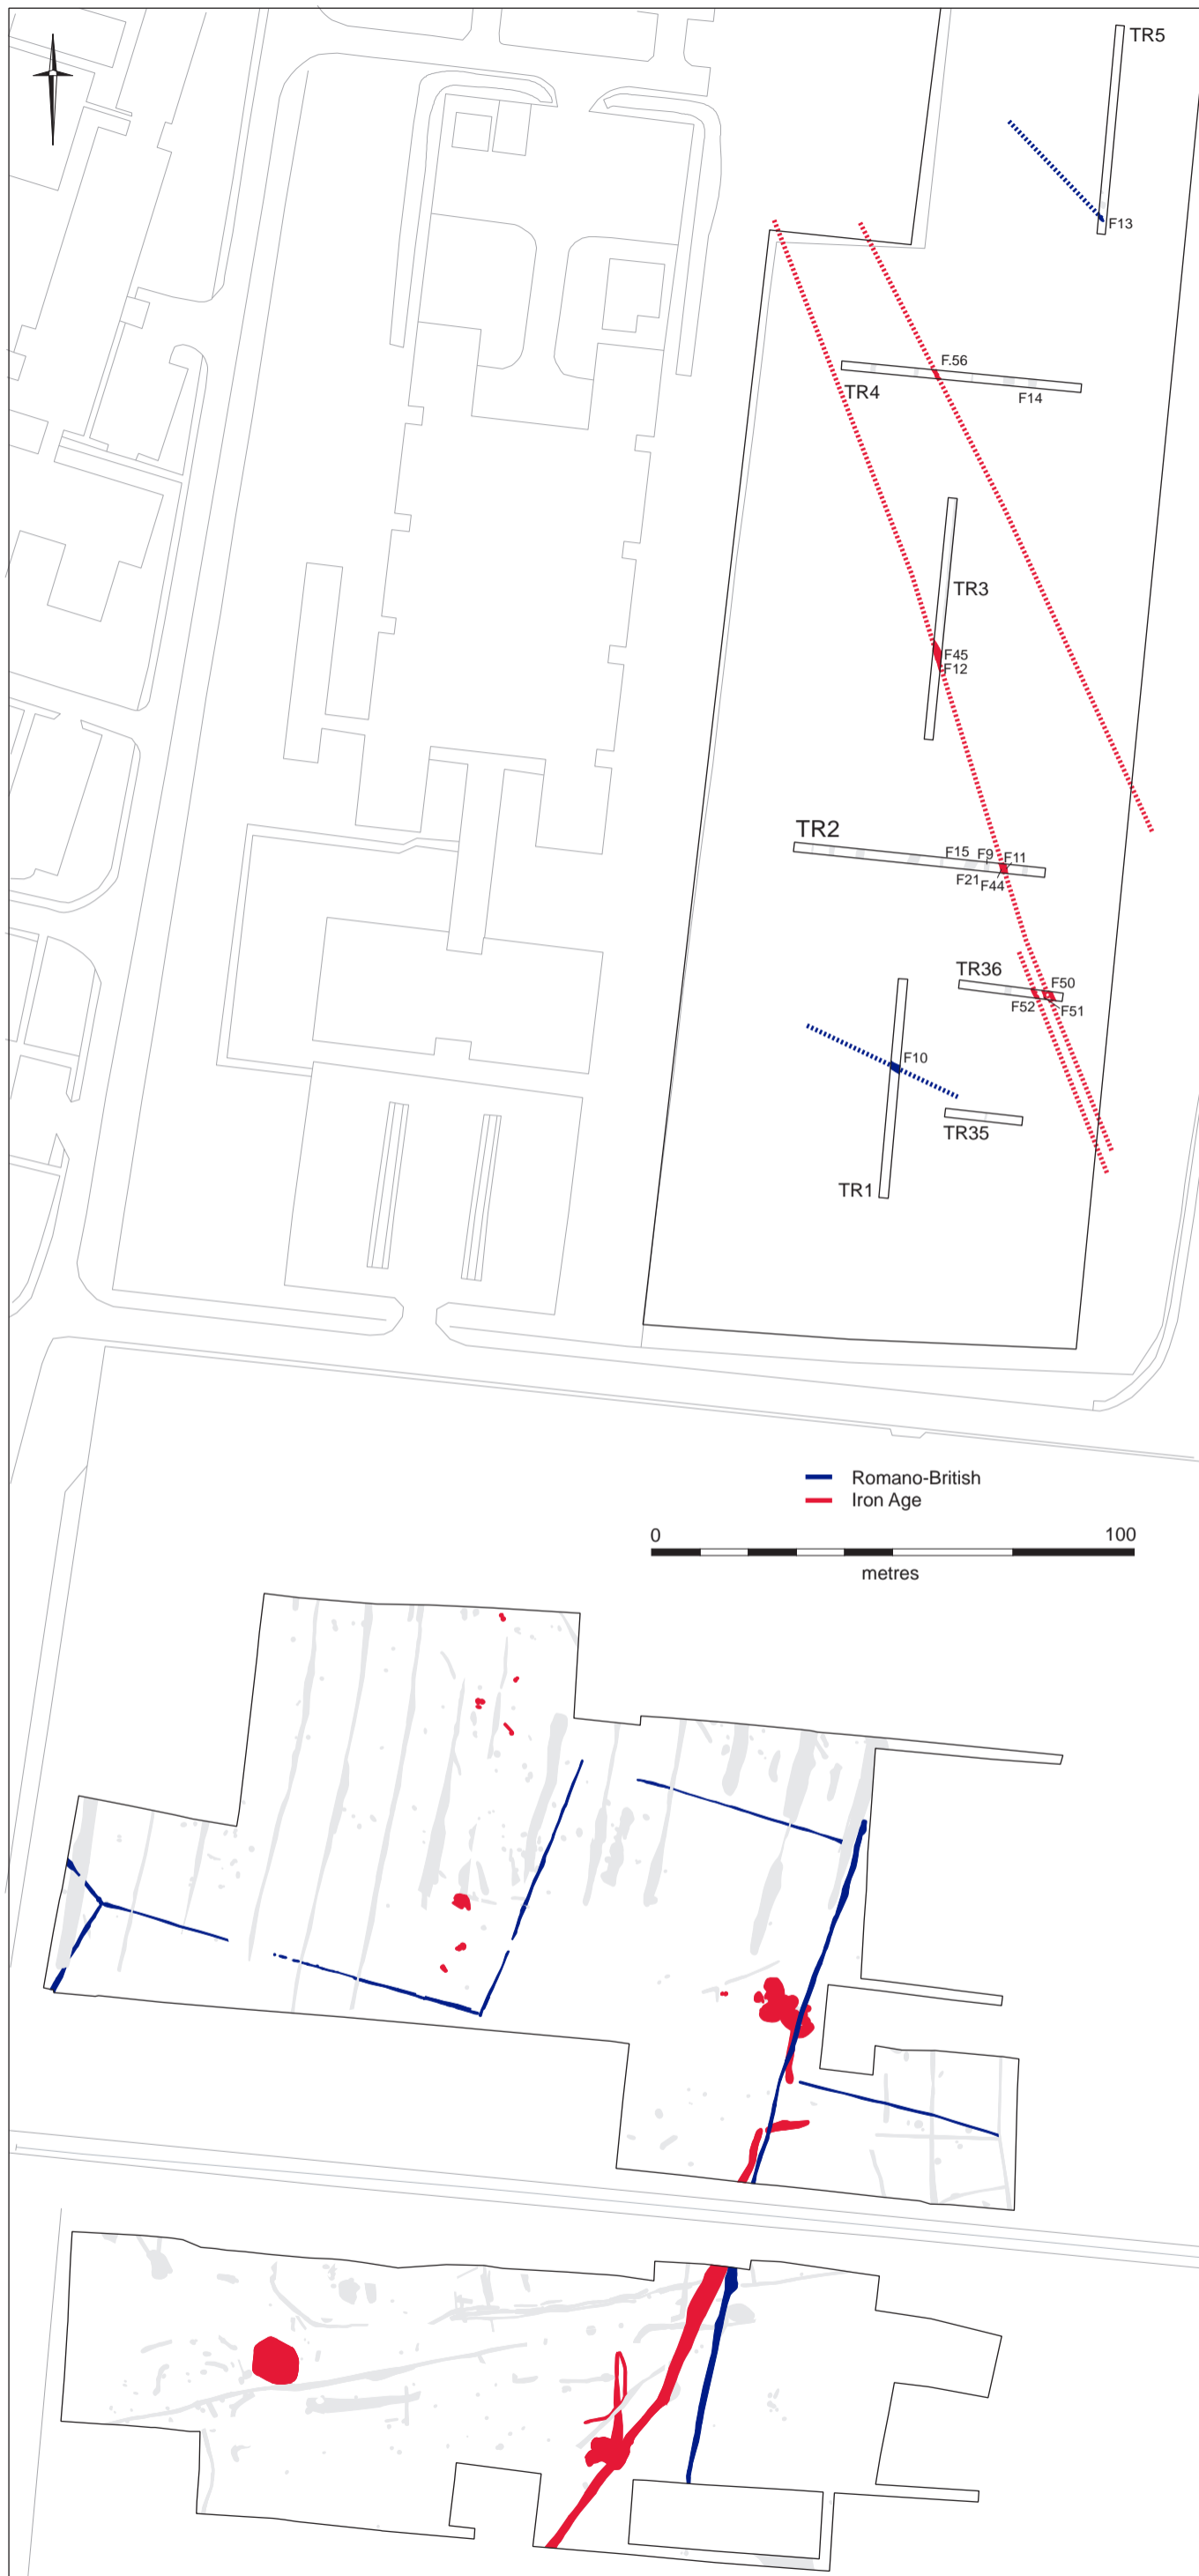 TR5
F13
F.56
TR4
F14
TR3
F45
F12
TR2
F15 F9 F11
F21 F44
TR36
F50
F52
F51
F10
TR35
TR1
Romano-British
Iron Age
0 100
metres